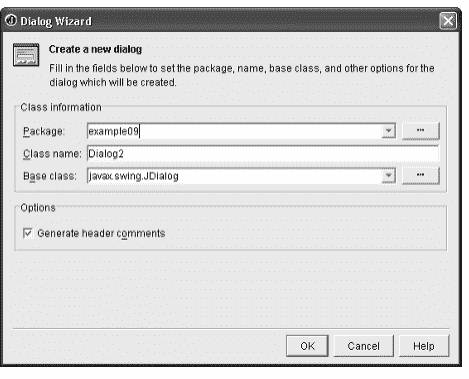 Dialog Wizard
Create a new dialog
Fill in the fields below to set the package, name, base class, and other options for the
dialog which will be created.
Class information
Package: example09 ...
Class name: Dialog2
Base class: javax.swing.JDialog ...
Options
Generate header comments
OK Cancel Help